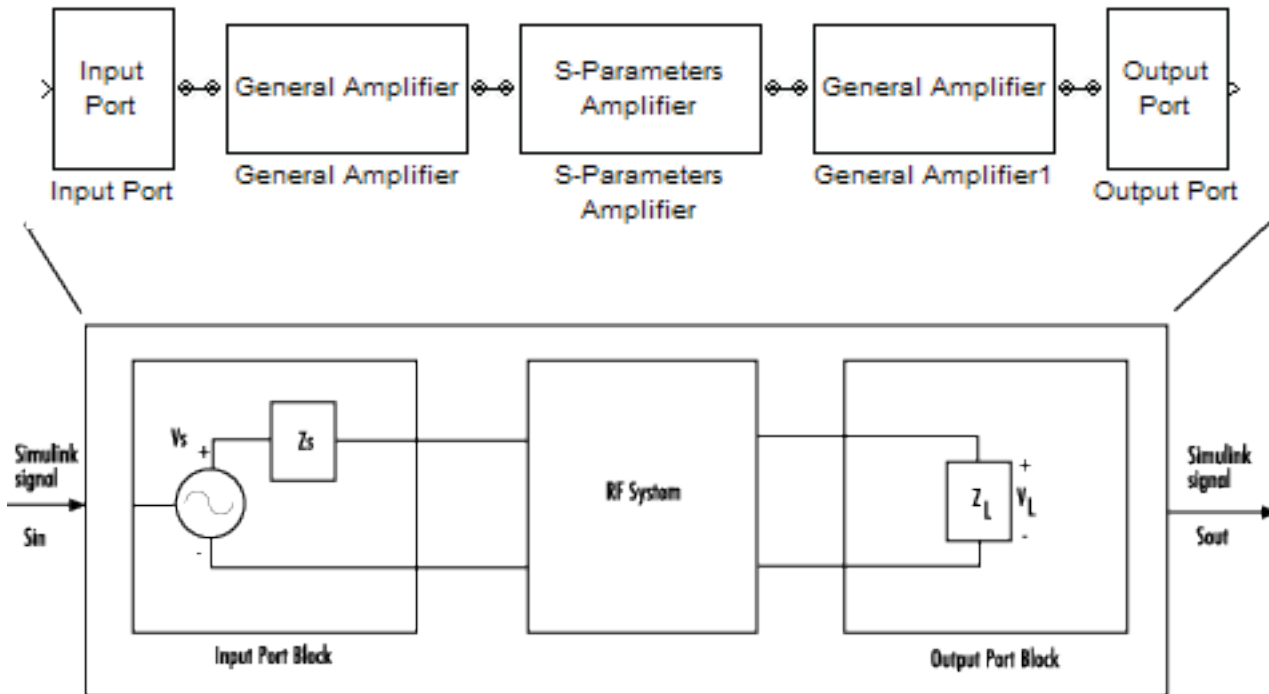 Input
Port
General Amplifier
S-Parameters
Amplifier
General Amplifier
Output
Port
Input Port
General Amplifier
S-Parameters
Amplifier
General Amplifier1
Output Port
Simulink
signal
Sin
Vs
+
-
Zs
Input Port Block
RF System
ZL
+
VL
-
Output Port Block
Simulink
signal
Sout